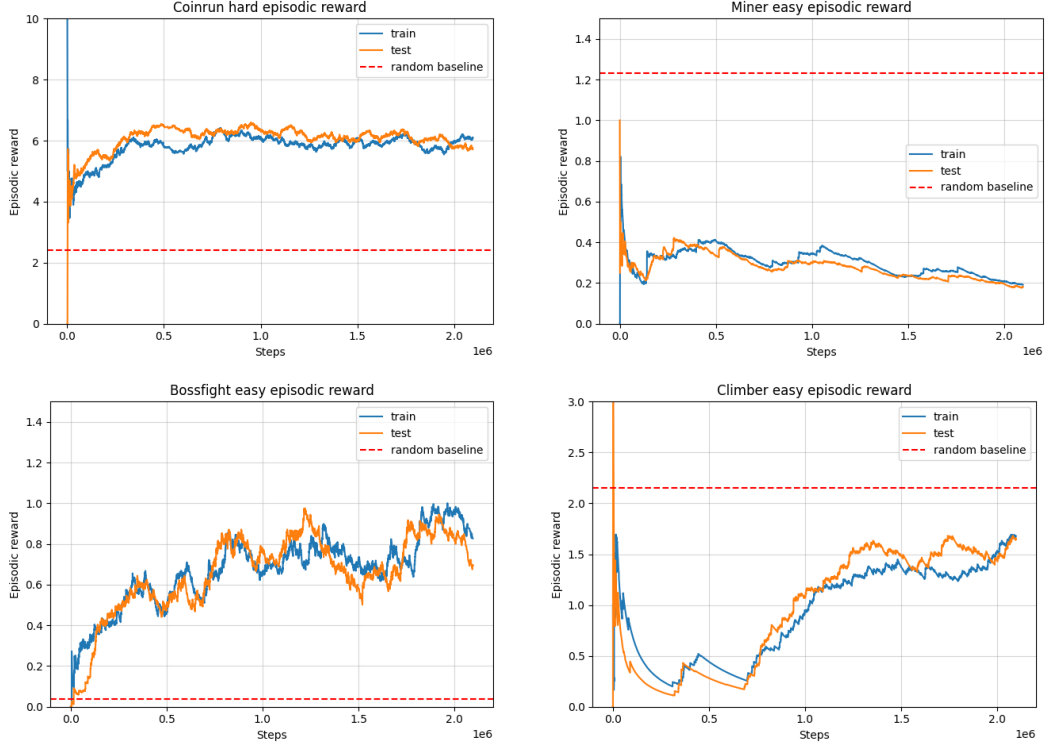 Coinrun hard episodic reward
10
8
6
4
2
0
Episodic reward
train
test
random baseline
0.0 0.5 1.0 1.5 2.0
1e6
Steps
Miner easy episodic reward
1.4
1.2
1.0
0.8
0.6
0.4
0.2
0.0
Episodic reward
train
test
random baseline
0.0 0.5 1.0 1.5 2.0
1e6
Steps
Bossfight easy episodic reward
1.4
1.2
1.0
0.8
0.6
0.4
0.2
0.0
Episodic reward
train
test
random baseline
0.0 0.5 1.0 1.5 2.0
1e6
Steps
Climber easy episodic reward
3.0
2.5
2.0
1.5
1.0
0.5
0.0
Episodic reward
train
test
random baseline
0.0 0.5 1.0 1.5 2.0
1e6
Steps